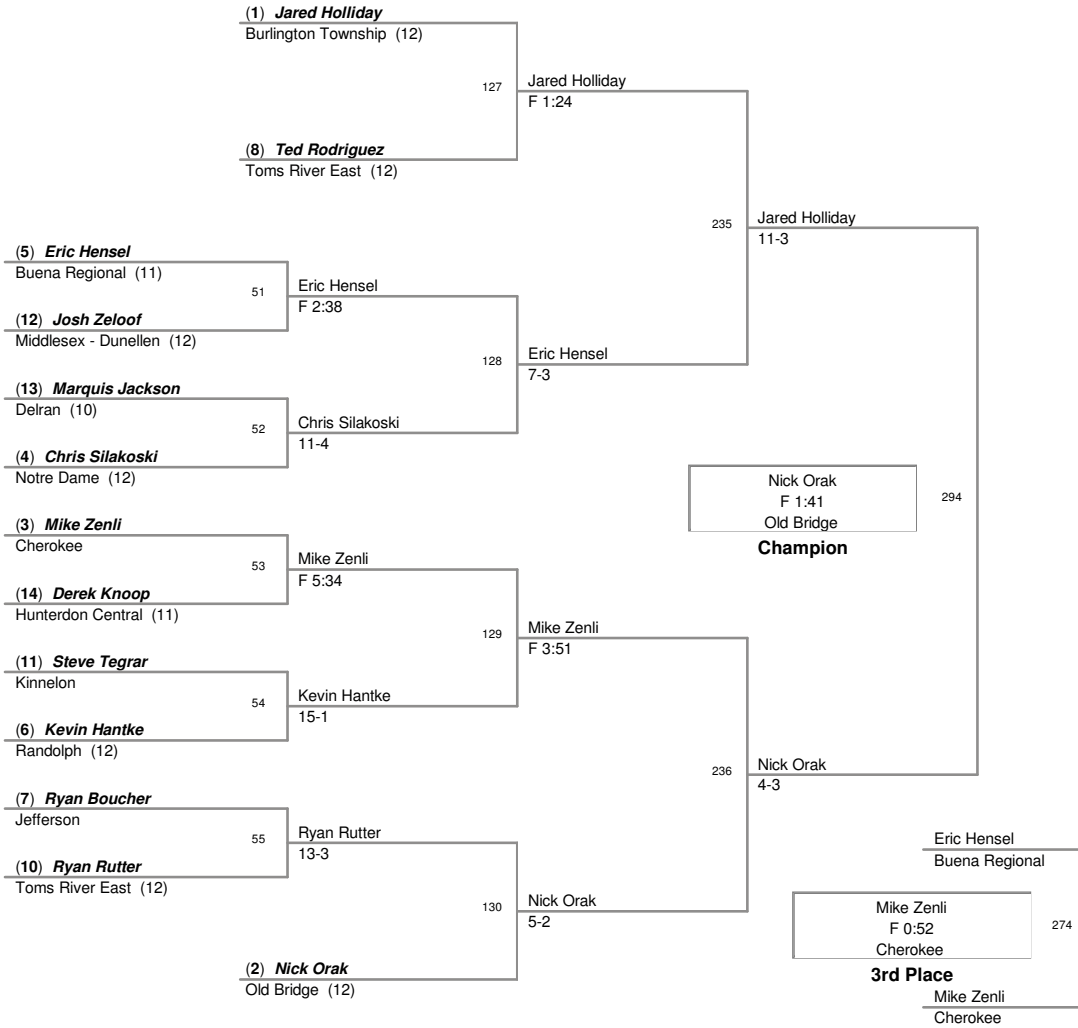 (1) Jared Holliday
Burlington Township (12)
127
Jared Holliday
F 1:24
(8) Ted Rodriguez
Toms River East (12)
235
Jared Holliday
11-3
(5) Eric Hensel
Buena Regional (11)
51
Eric Hensel
F 2:38
(12) Josh Zeloof
Middlesex - Dunellen (12)
128
Eric Hensel
7-3
(13) Marquis Jackson
Delran (10)
52
Chris Silakoski
11-4
(4) Chris Silakoski
Notre Dame (12)
Nick Orak
F 1:41
Old Bridge
Champion
294
(3) Mike Zenli
Cherokee
53
Mike Zenli
F 5:34
(14) Derek Knoop
Hunterdon Central (11)
129
Mike Zenli
F 3:51
(11) Steve Tegrar
Kinnelon
54
Kevin Hantke
15-1
(6) Kevin Hantke
Randolph (12)
236
Nick Orak
4-3
(7) Ryan Boucher
Jefferson
55
Ryan Rutter
13-3
(10) Ryan Rutter
Toms River East (12)
130
Nick Orak
5-2
(2) Nick Orak
Old Bridge (12)
Eric Hensel
Buena Regional
Mike Zenli
F 0:52
Cherokee
274
3rd Place
Mike Zenli
Cherokee